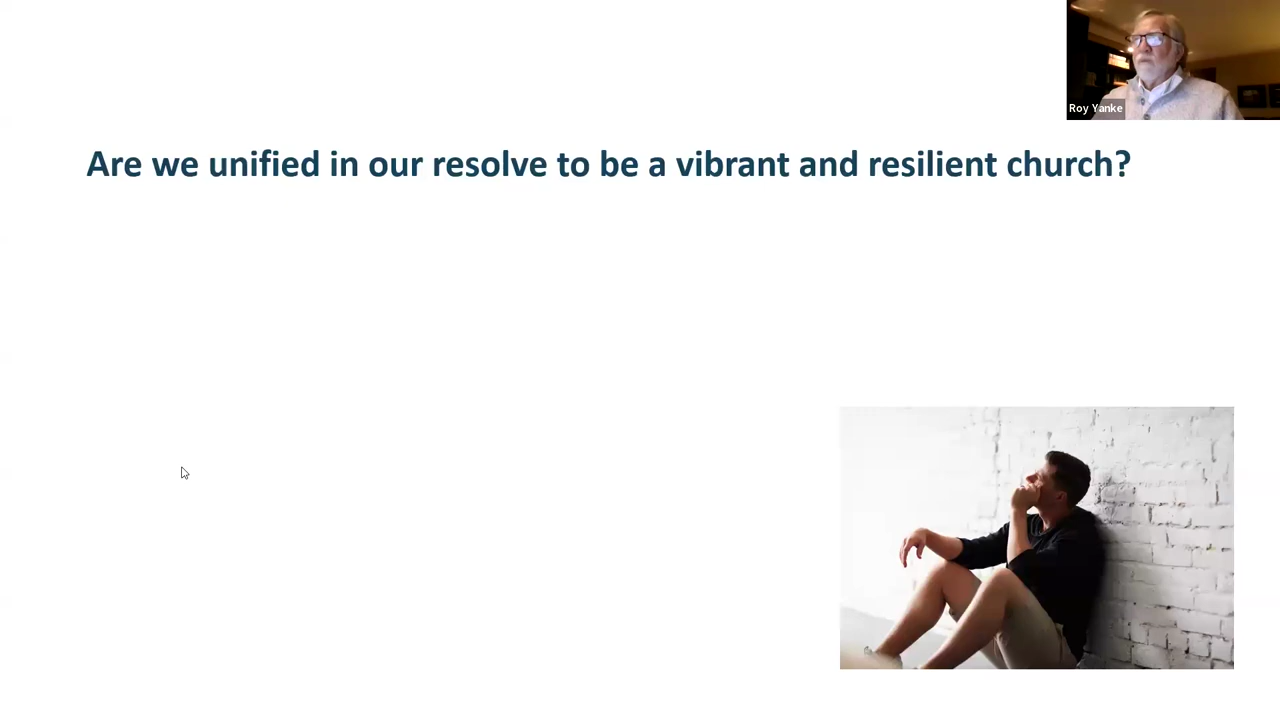 Roy Yanke
Are we unified in our resolve to be a vibrant and resilient church?